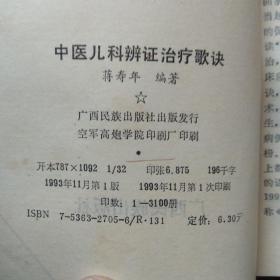 中医儿科辨证治疗歌诀
蒋寿年 编著
☆
广西民族出版社出版发行
空军高炮学院印刷厂印刷
•
开本787×1092 1/32 印张6.875 196千字
1993年11月第1版 1993年11月第1次印刷
印数：1—3100册
ISBN 7-5363-2705-6/R·131 定价：6.30元